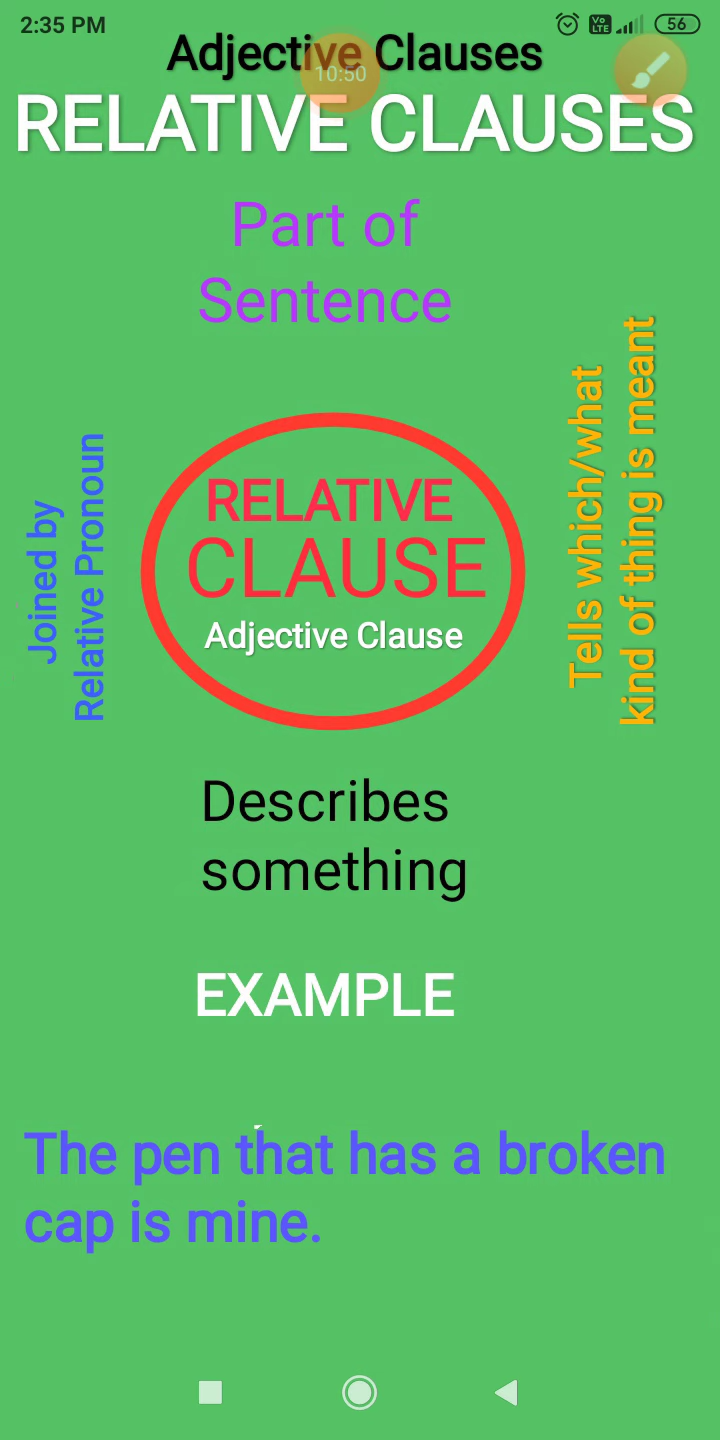 2:35 PM
Vo
LTE
56
Adjective Clauses
10:50
RELATIVE CLAUSES
Part of
Sentence
Joined by
Relative Pronoun
RELATIVE
CLAUSE
Adjective Clause
Tells which/what
kind of thing is meant
Describes
something
EXAMPLE
The pen that has a broken
cap is mine.